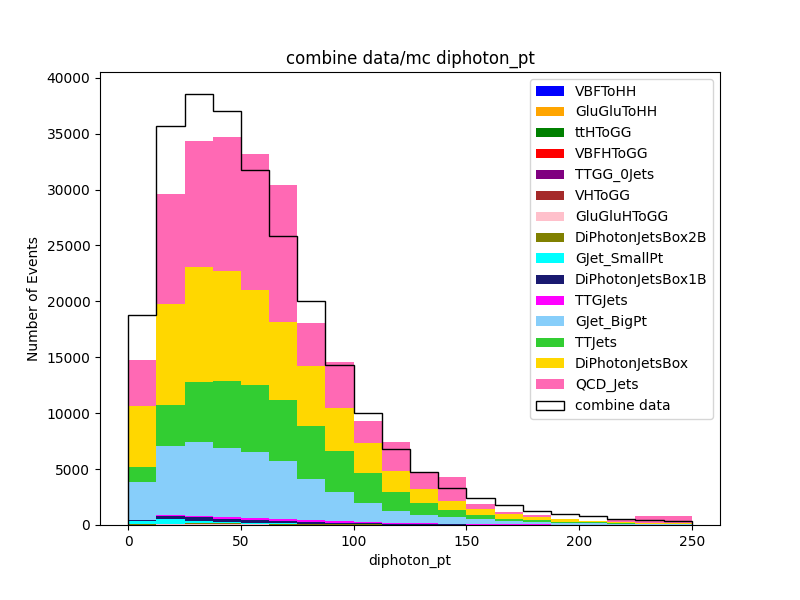 combine data/mc diphoton_pt
40000
35000
30000
25000
20000
15000
10000
5000
0
Number of Events
0
50
100
150
200
250
diphoton_pt
VBFToHH
GluGluToHH
ttHToGG
VBFHToGG
TTGG_0Jets
VHToGG
GluGluHToGG
DiPhotonJetsBox2B
GJet_SmallPt
DiPhotonJetsBox1B
TTGJets
GJet_BigPt
TTJets
DiPhotonJetsBox
QCD_Jets
combine data